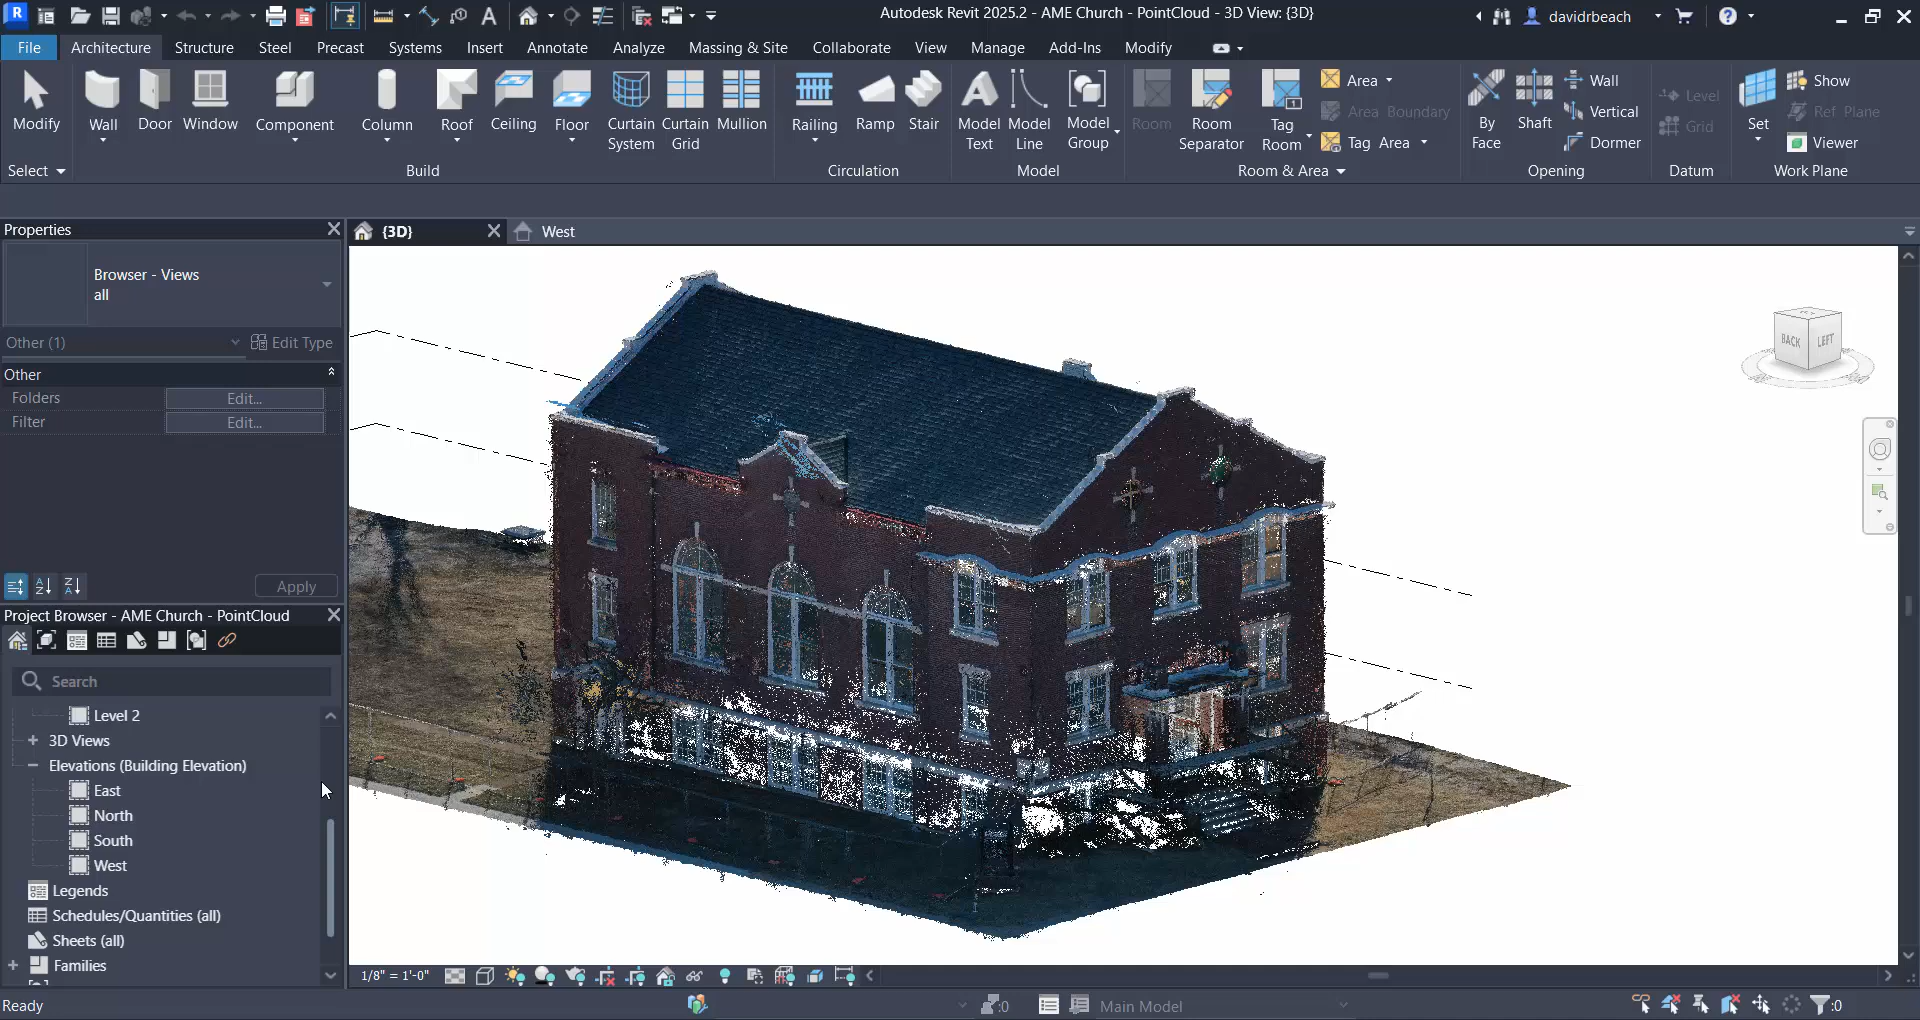 Autodesk Revit 2025.2 - AME Church - PointCloud - 3D View: {3D}
davidrbeach
File Architecture Structure Steel Precast Systems Insert Annotate Analyze Massing & Site Collaborate View Manage Add-Ins Modify
Modify
Wall
Door
Window
Component
Column
Roof
Ceiling
Floor
Curtain System
Curtain Grid
Mullion
Railing
Ramp
Stair
Model Text
Model Line
Model Group
Room
Room Separator
Tag Room
Area
Area Boundary
Tag Area
By Face
Shaft
Wall
Vertical
Dormer
Level
Grid
Set
Show
Ref Plane
Viewer
Select
Build
Circulation
Model
Room & Area
Opening
Datum
Work Plane
Properties
{3D}
West
Browser - Views
all
Other (1)
Edit Type
Other
Folders Edit...
Filter Edit...
Apply
Project Browser - AME Church - PointCloud
Search
Level 2
3D Views
Elevations (Building Elevation)
East
North
South
West
Legends
Schedules/Quantities (all)
Sheets (all)
Families
BACK
LEFT
1/8" = 1'-0"
Ready
:0
Main Model
:0